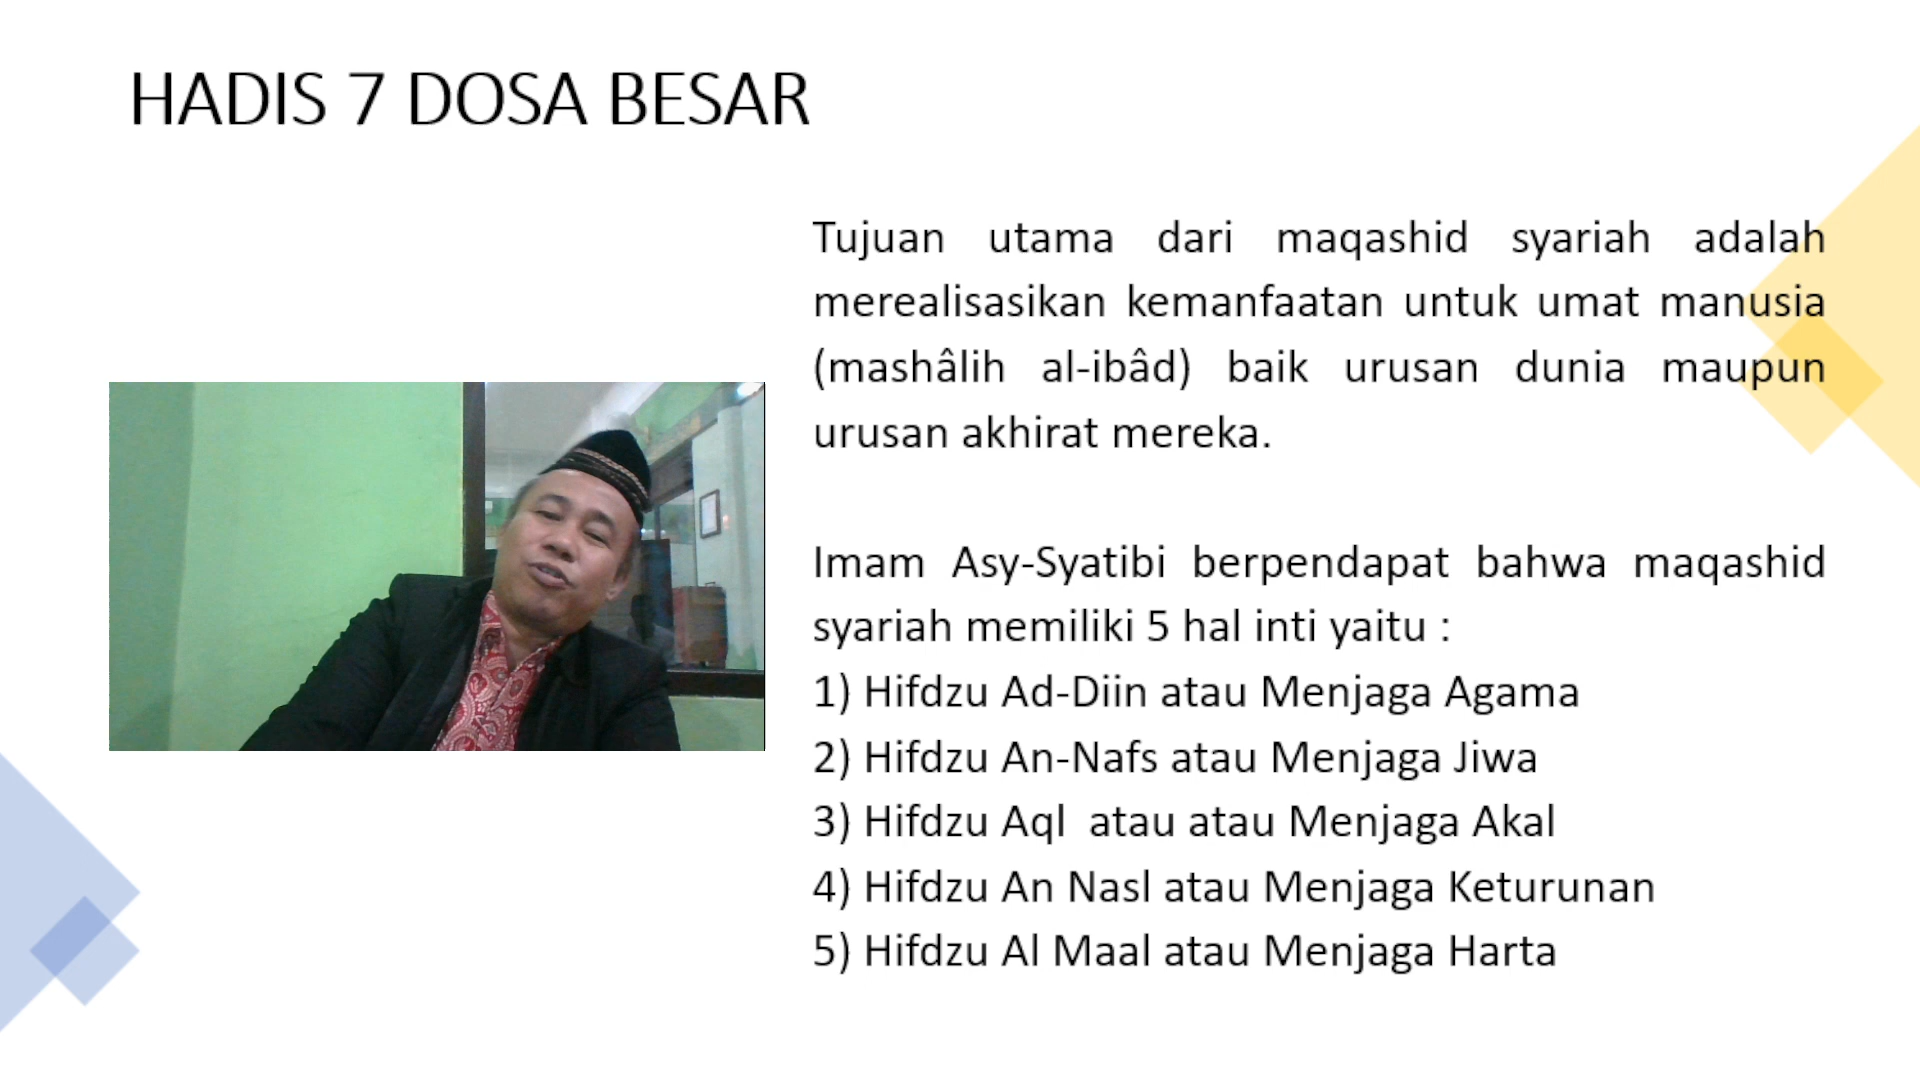 HADIS 7 DOSA BESAR
Tujuan utama dari maqashid syariah adalah
merealisasikan kemanfaatan untuk umat manusia
(mashâlih al-ibâd) baik urusan dunia maupun
urusan akhirat mereka.
Imam Asy-Syatibi berpendapat bahwa maqashid
syariah memiliki 5 hal inti yaitu :
1) Hifdzu Ad-Diin atau Menjaga Agama
2) Hifdzu An-Nafs atau Menjaga Jiwa
3) Hifdzu Aql  atau atau Menjaga Akal
4) Hifdzu An Nasl atau Menjaga Keturunan
5) Hifdzu Al Maal atau Menjaga Harta